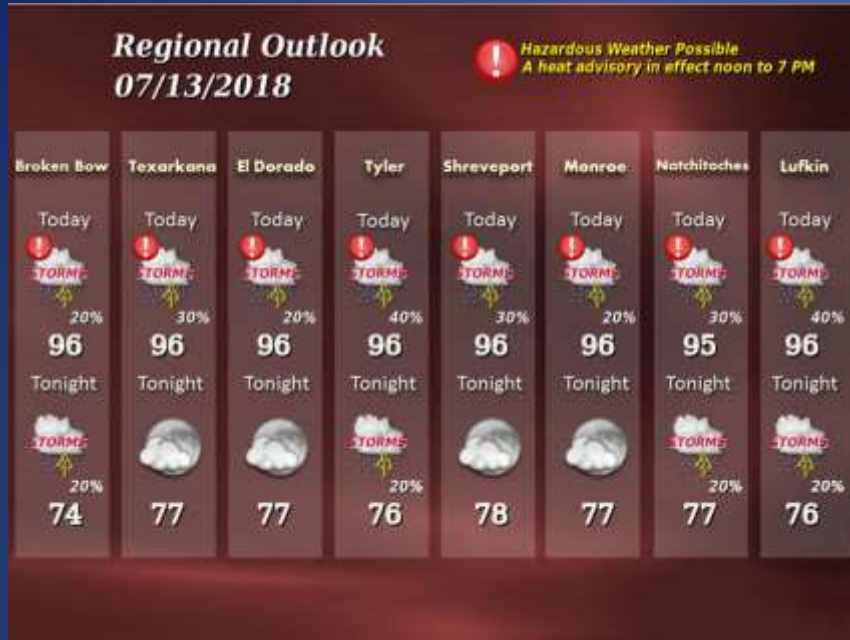 Regional Outlook
07/13/2018
Hazardous Weather Possible
A heat advisory in effect noon to 7 PM
Broken Bow Texarkana El Dorado Tyler Shreveport Monroe Natchitoches Lufkin
Today Today Today Today Today Today Today Today
! ! ! ! ! ! ! !
STORMS STORMS STORMS STORMS STORMS STORMS STORMS STORMS
20% 30% 20% 40% 30% 20% 30% 40%
96 96 96 96 96 96 95 96
Tonight Tonight Tonight Tonight Tonight Tonight Tonight Tonight
STORMS STORMS STORMS STORMS
20% 20% 20% 20%
74 77 77 76 78 77 77 76